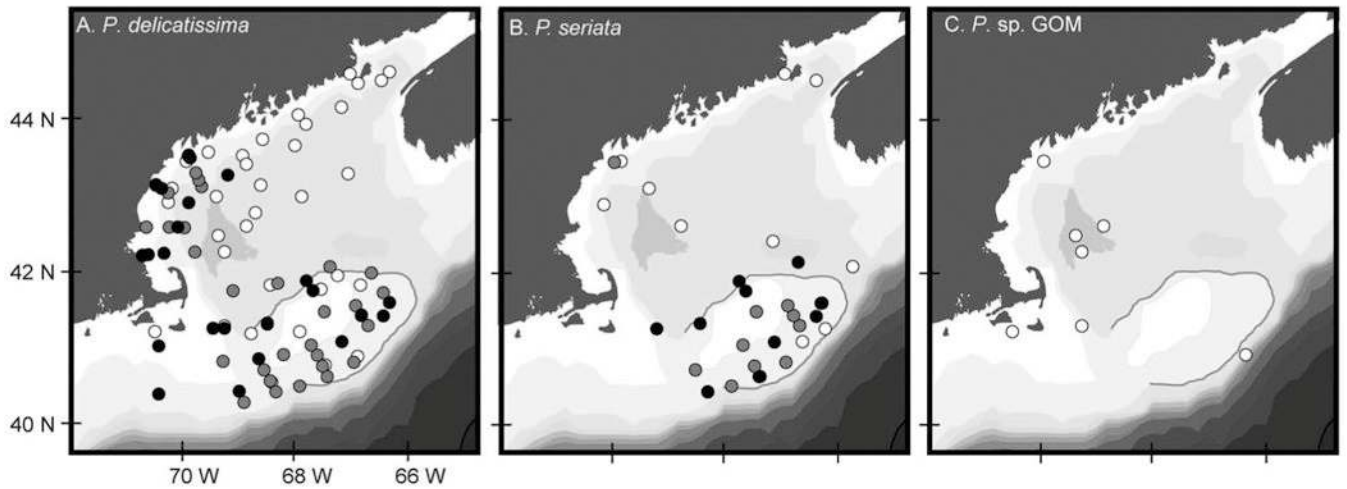 A. P. delicatissima
B. P. seriata
C. P. sp. GOM
44 N
42 N
40 N
70 W 68 W 66 W